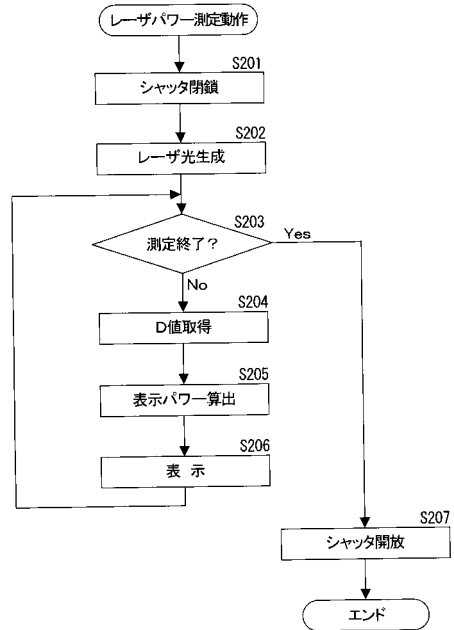 レーザパワー測定動作
S201
シャッタ閉鎖
S202
レーザ光生成
S203
測定終了？
Yes
No
S204
D値取得
S205
表示パワー算出
S206
表 示
S207
シャッタ開放
エンド